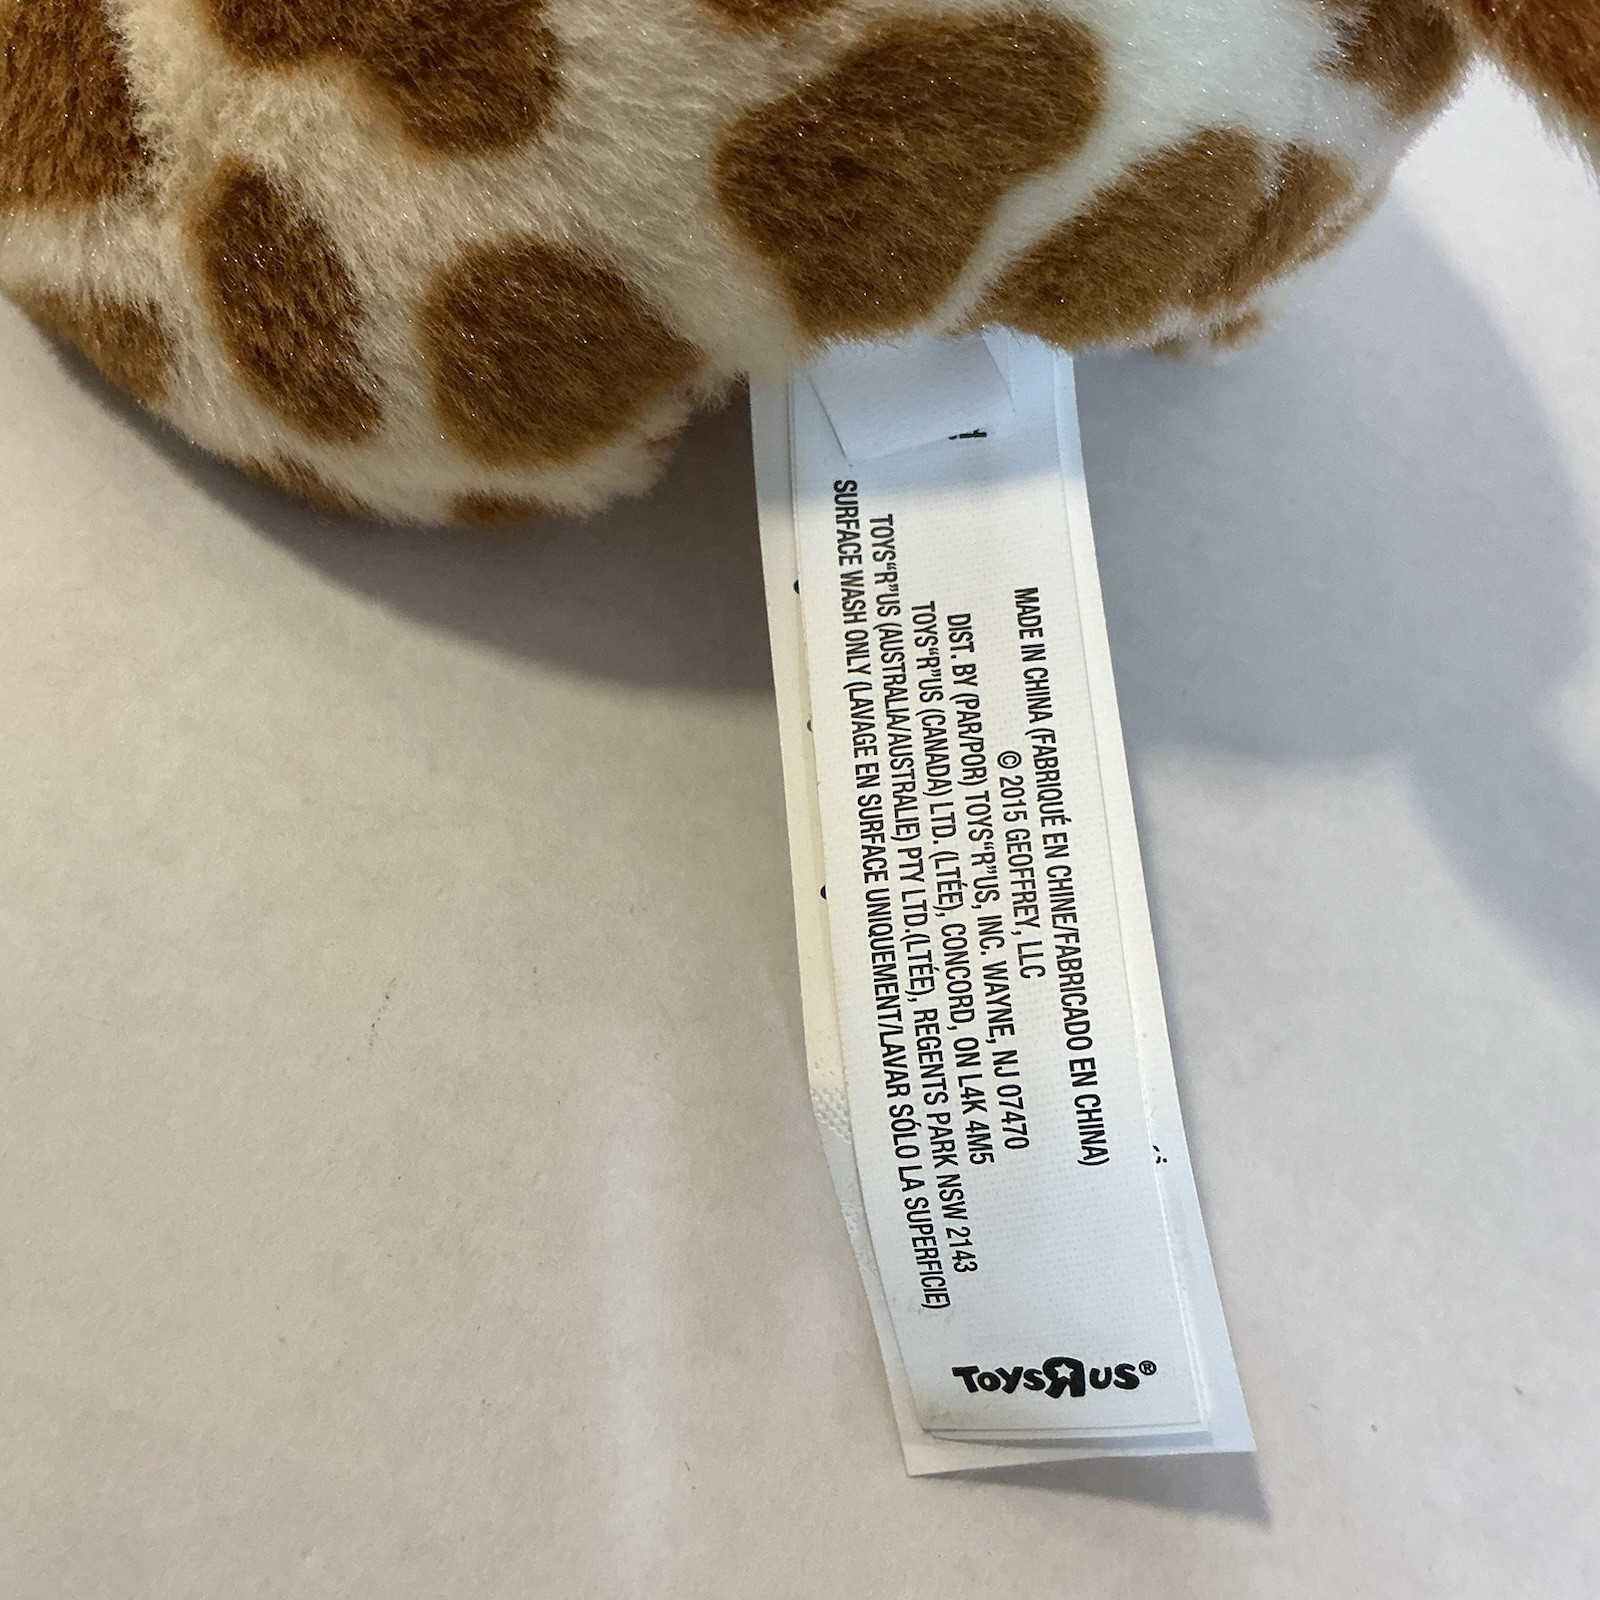 MADE IN CHINA (FABRIQUÉ EN CHINE/FABRICADO EN CHINA)
© 2015 GEOFFREY, LLC
DIST. BY (PAR/POR) TOYS“R”US, INC. WAYNE, NJ 07470
TOYS“R”US (CANADA) LTD. (LTÉE), CONCORD, ON L4K 4M5
TOYS“R”US (AUSTRALIA/AUSTRALIE) PTY LTD.(LTÉE), REGENTS PARK NSW 2143
SURFACE WASH ONLY (LAVAGE EN SURFACE UNIQUEMENT/LAVAR SÓLO LA SUPERFICIE)
TOYSЯUS®